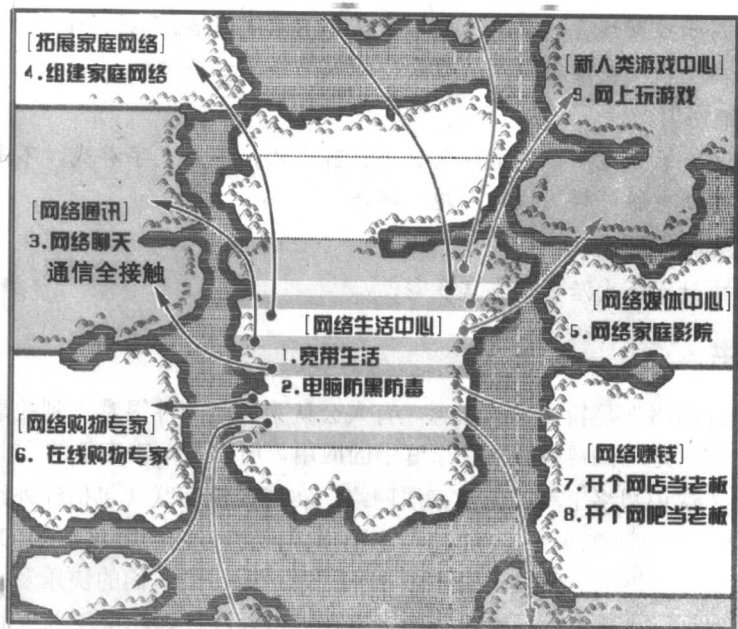 [拓展家庭网络]
4.组建家庭网络
[新人类游戏中心]
9.网上玩游戏
[网络通讯]
3.网络聊天
通信全接触
[网络媒体中心]
5.网络家庭影院
[网络生活中心]
1.宽带生活
2.电脑防黑防毒
[网络购物专家]
6.在线购物专家
[网络赚钱]
7.开个网店当老板
8.开个网吧当老板